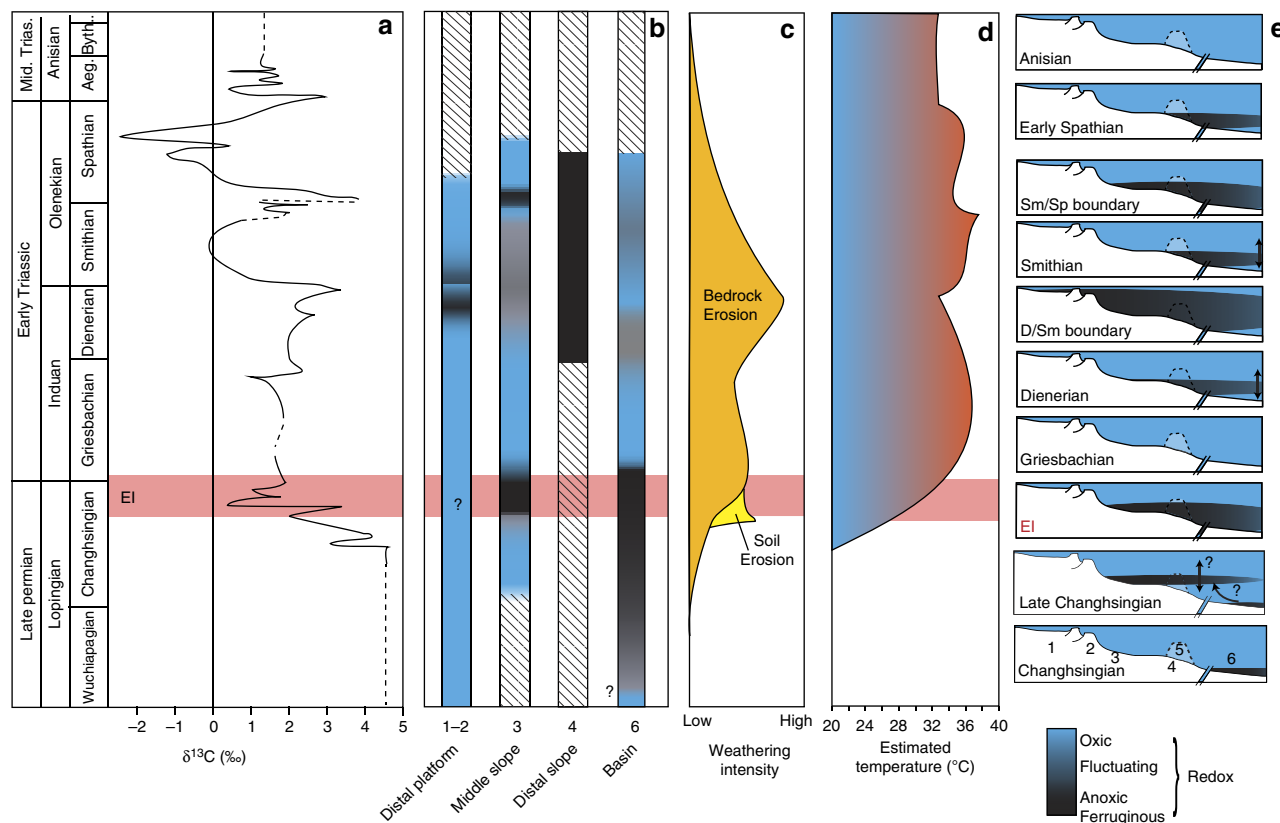 a
b
c
d
e
Mid. Trias.
Early Triassic
Late permian
Anisian
Olenekian
Induan
Lopingian
Byth.
Aeg.
Spathian
Smithian
Dienerian
Griesbachian
Changhsingian
Wuchiapagian
EI
–2
–1
0
1
2
3
4
5
δ¹³C (‰)
?
?
1–2
3
4
6
Distal platform
Middle slope
Distal slope
Basin
Bedrock
Erosion
Soil
Erosion
Low
High
Weathering
intensity
20
28
32
36
40
Estimated
temperature (°C)
Anisian
Early Spathian
Sm/Sp boundary
Smithian
D/Sm boundary
Dienerian
Griesbachian
EI
?
?
Late Changhsingian
1
2
3
4
5
6
Changhsingian
Oxic
Fluctuating
Anoxic
Ferruginous
Redox